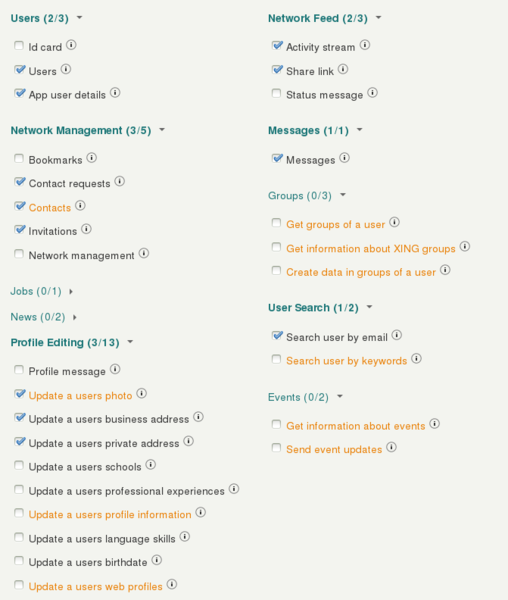 Users (2/3)
Id card
Users
App user details
Network Management (3/5)
Bookmarks
Contact requests
Contacts
Invitations
Network management
Jobs (0/1)
News (0/2)
Profile Editing (3/13)
Profile message
Update a users photo
Update a users business address
Update a users private address
Update a users schools
Update a users professional experiences
Update a users profile information
Update a users language skills
Update a users birthdate
Update a users web profiles
Network Feed (2/3)
Activity stream
Share link
Status message
Messages (1/1)
Messages
Groups (0/3)
Get groups of a user
Get information about XING groups
Create data in groups of a user
User Search (1/2)
Search user by email
Search user by keywords
Events (0/2)
Get information about events
Send event updates